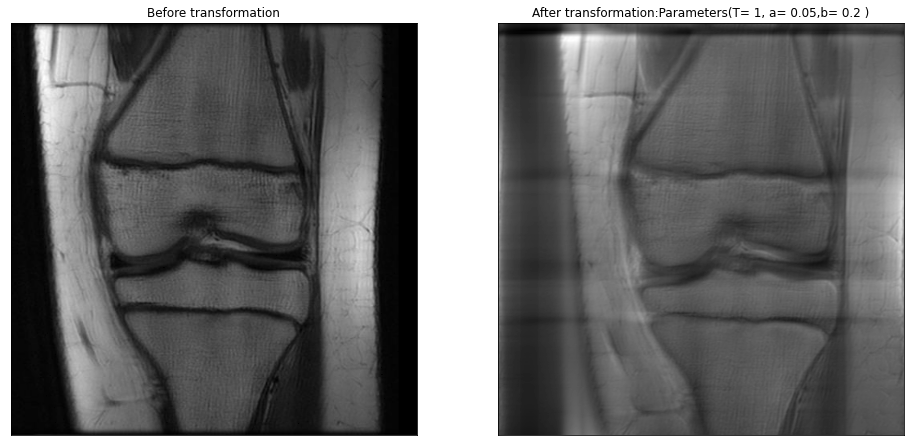 Before transformation
After transformation:Parameters(T= 1, a= 0.05,b= 0.2 )